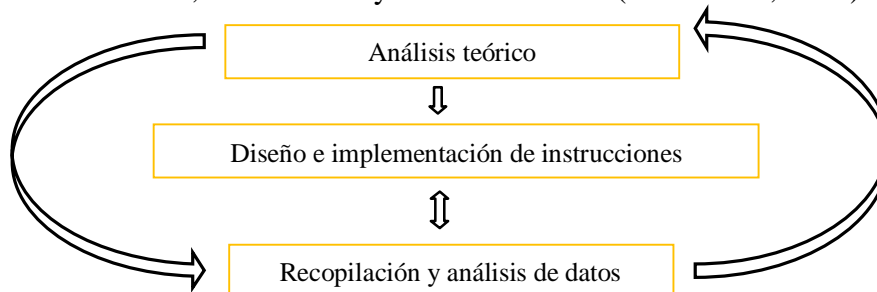 y
Análisis teórico
Diseño e implementación de instrucciones
Recopilación y análisis de datos